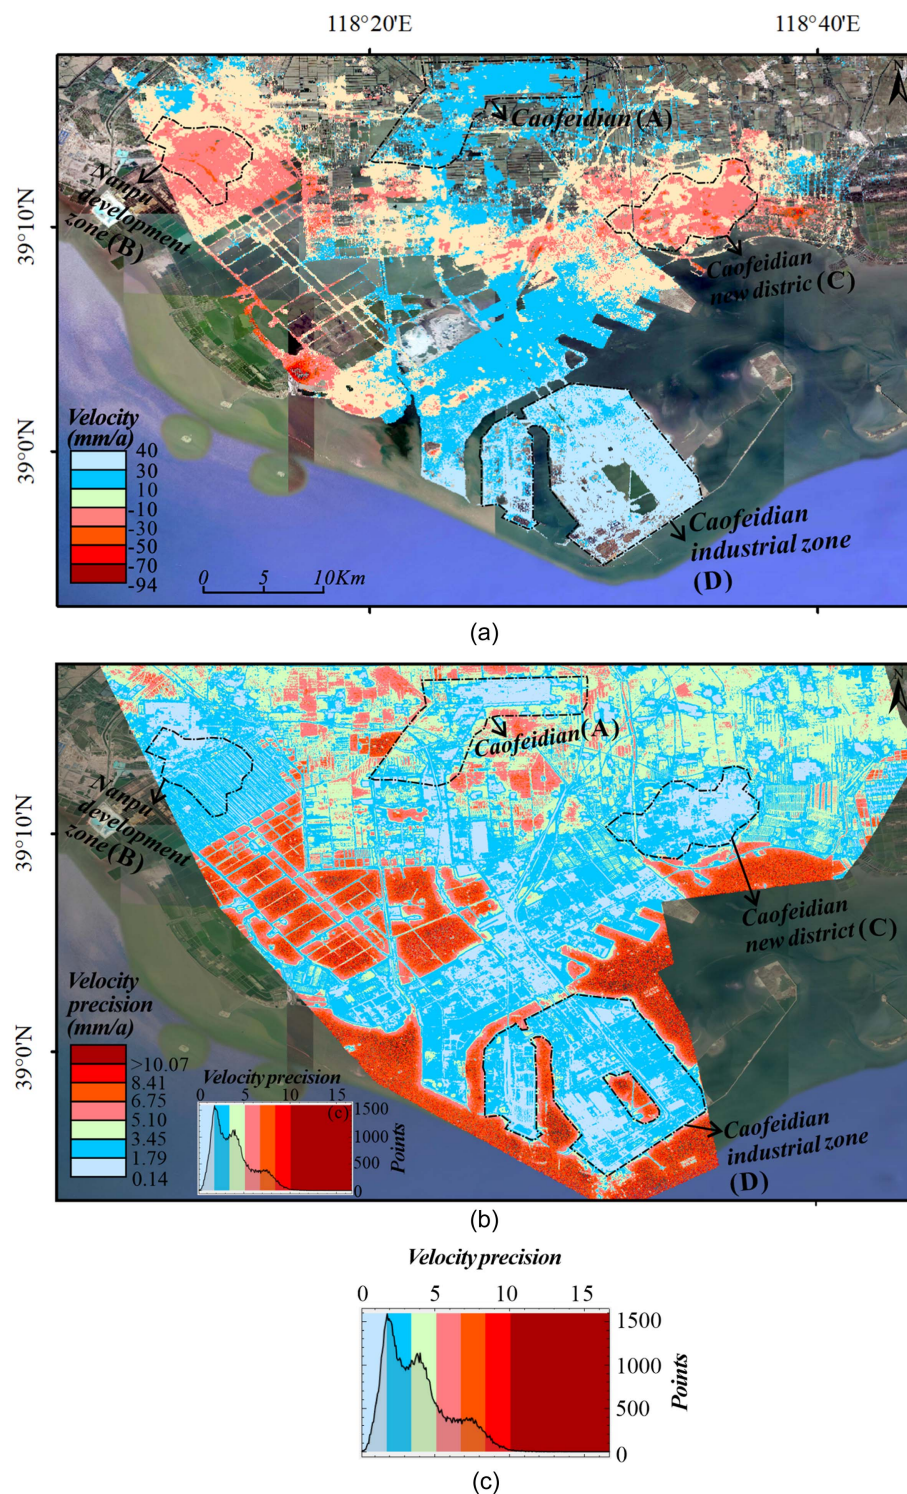 118°20'E 118°40'E
N
Caofeidian (A)
39°10'N
Nanpu
development
zone (B)
Caofeidian
new distric (C)
39°0'N
Velocity
(mm/a)
40
30
10
-10
-30
-50
-70
-94
0 5 10Km
Caofeidian
industrial zone
(D)
(a)
N
Caofeidian(A)
Nanpu
development
zone (B)
39°10'N
Caofeidian
new district (C)
Velocity
precision
(mm/a)
39°0'N
>10.07
8.41
6.75
5.10
3.45
1.79
0.14
Velocity precision
0 5 10 15
(c)
1500
1000
500
0
Points
Caofeidian
industrial zone
(D)
(b)
Velocity precision
0 5 10 15
1500
1000
500
0
Points
(c)